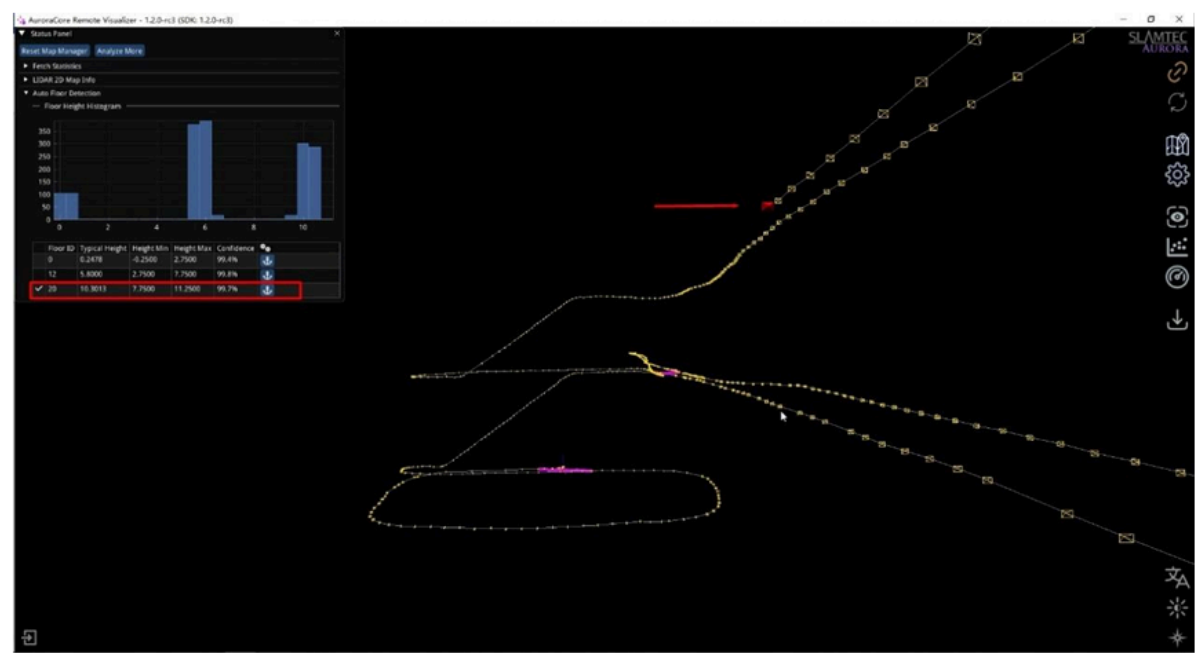 AuroraCore Remote Visualizer - 1.2.0-rc3 (SDK: 1.2.0-rc3)
Status Panel
SLAMTEC
AURORA
Reset Map Manager Analyze More
Fetch Statistics
LIDAR 2D Map Info
Auto Floor Detection
Floor Height Histogram
350
300
250
200
150
100
50
0
0 2 4 6 8 10
Floor ID Typical Height Height Min Height Max Confidence
0 0.2478 -0.2500 2.7500 99.4%
12 5.8000 2.7500 7.7500 99.8%
20 10.3013 7.7500 11.2500 99.7%
文A